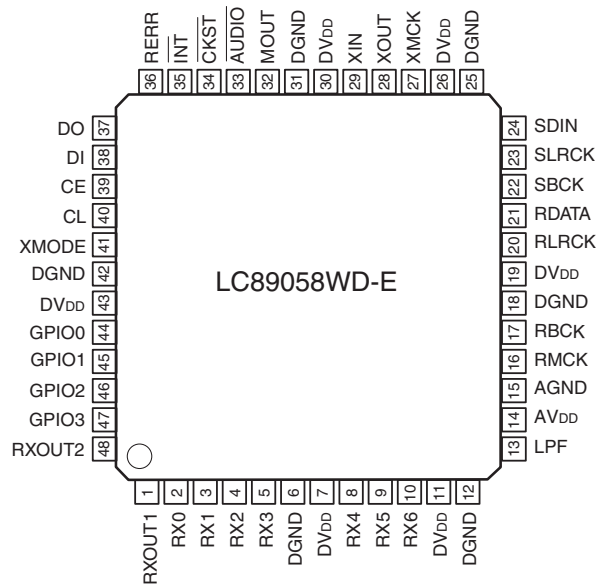 RERR
INT
CKST
AUDIO
MOUT
DGND
DVDD
XIN
XOUT
XMCK
DVDD
DGND
36 35 34 33 32 31 30 29 28 27 26 25
DO 37
DI 38
CE 39
CL 40
XMODE 41
DGND 42
DVDD 43
GPIO0 44
GPIO1 45
GPIO2 46
GPIO3 47
RXOUT2 48
LC89058WD-E
24 SDIN
23 SLRCK
22 SBCK
21 RDATA
20 RLRCK
19 DVDD
18 DGND
17 RBCK
16 RMCK
15 AGND
14 AVDD
13 LPF
1 2 3 4 5 6 7 8 9 10 11 12
RXOUT1
RX0
RX1
RX2
RX3
DGND
DVDD
RX4
RX5
RX6
DVDD
DGND